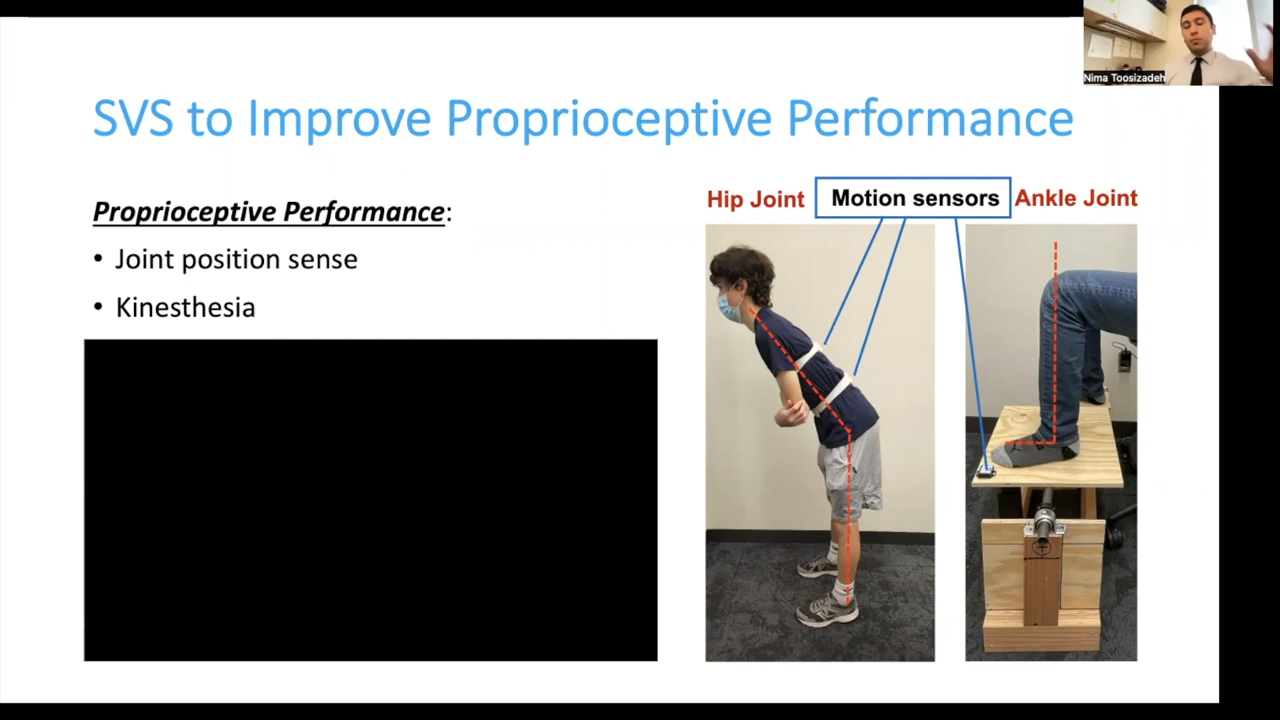 Nima Toosizadeh
SVS to Improve Proprioceptive Performance
Proprioceptive Performance:
• Joint position sense
• Kinesthesia
Hip Joint
Motion sensors
Ankle Joint